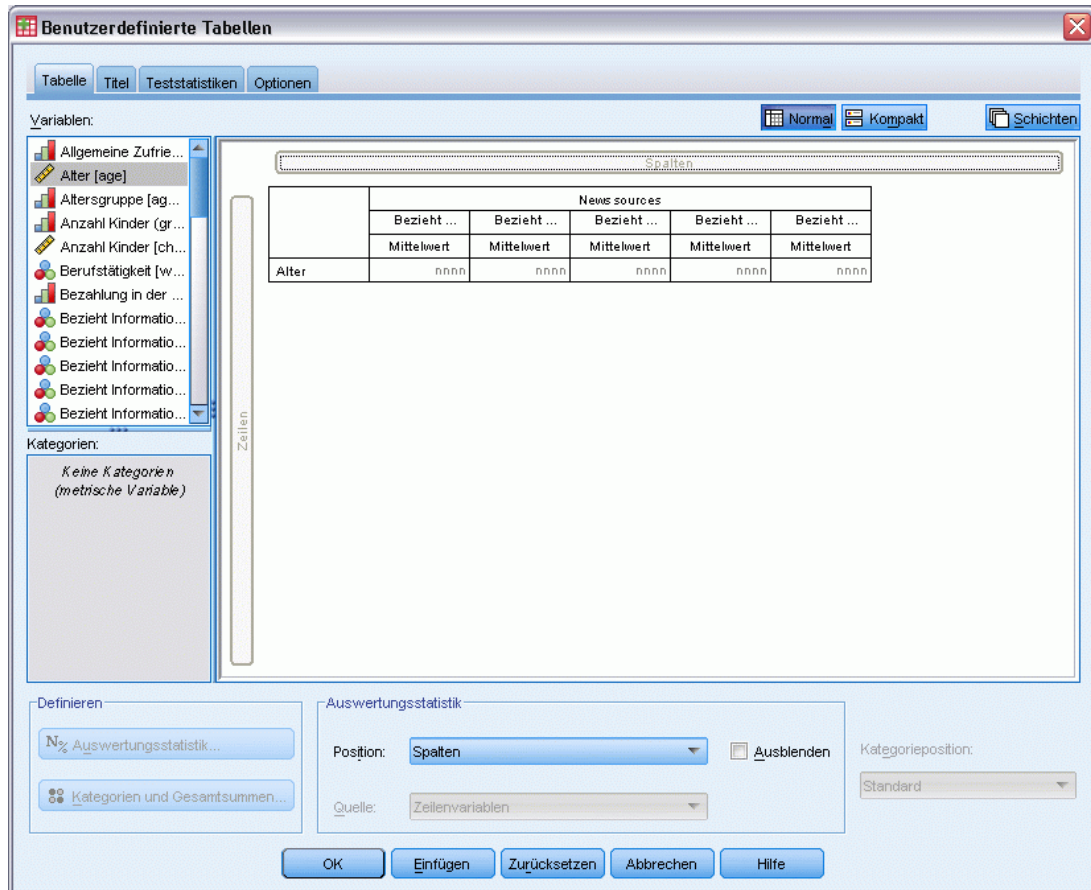 Benutzerdefinierte Tabellen
Tabelle Titel Teststatistiken Optionen
Variablen:
Normal Kompakt Schichten
Allgemeine Zufrie...
Alter [age]
Altersgruppe [ag...
Anzahl Kinder (gr...
Anzahl Kinder [ch...
Berufstätigkeit [w...
Bezahlung in der ...
Bezieht Informatio...
Bezieht Informatio...
Bezieht Informatio...
Bezieht Informatio...
Bezieht Informatio...
Kategorien:
Keine Kategorien
(metrische Variable)
Spalten
Zeilen
News sources
Bezieht ... Bezieht ... Bezieht ... Bezieht ... Bezieht ...
Mittelwert Mittelwert Mittelwert Mittelwert Mittelwert
Alter nnnn nnnn nnnn nnnn nnnn
Definieren
N% Auswertungsstatistik...
Kategorien und Gesamtsummen...
Auswertungsstatistik
Position: Spalten Ausblenden
Quelle: Zeilenvariablen
Kategorieposition:
Standard
OK Einfügen Zurücksetzen Abbrechen Hilfe